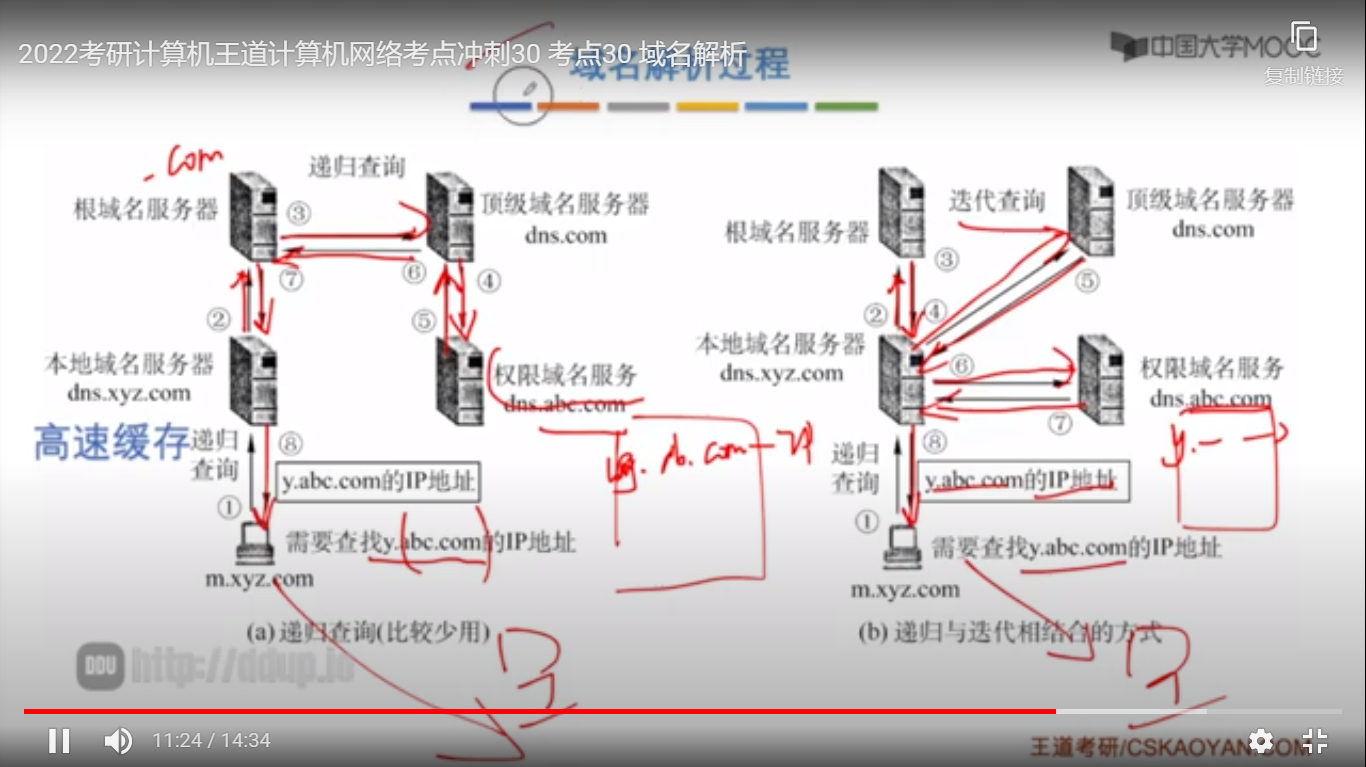 2022考研计算机王道计算机网络考点冲刺30 考点30 域名解析
域名解析过程
中国大学MOOC
复制链接
.com
递归查询
根域名服务器
③
顶级域名服务器
dns.com
⑦
⑥
④
②
⑤
本地域名服务器
dns.xyz.com
权限域名服务
dns.abc.com
高速缓存
递归
查询
⑧
y.abc.com的IP地址
①
需要查找y.abc.com的IP地址
m.xyz.com
(a) 递归查询(比较少用)
迭代查询
根域名服务器
顶级域名服务器
dns.com
③
⑤
②
④
本地域名服务器
dns.xyz.com
⑥
权限域名服务
dns.abc.com
⑦
递归
查询
⑧
y.abc.com的IP地址
①
需要查找y.abc.com的IP地址
m.xyz.com
(b) 递归与迭代相结合的方式
DDU http://ddup.io
11:24 / 14:34
王道考研/CSKAOYAN.COM